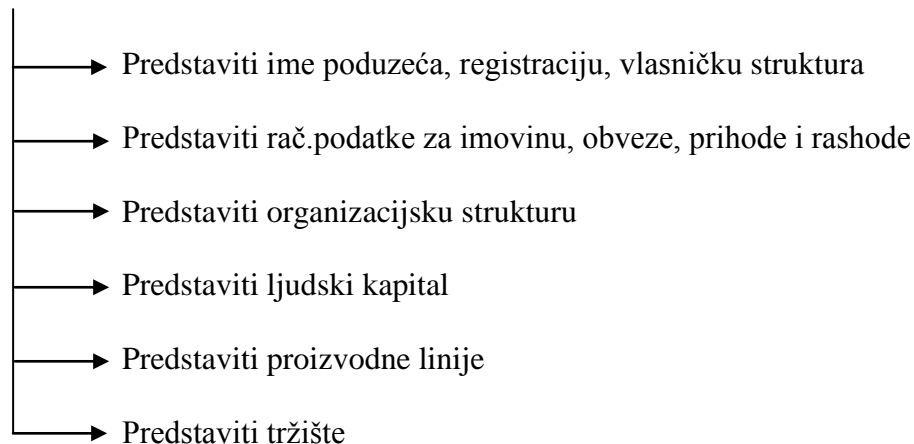 Predstaviti ime poduzeća, registraciju, vlasničku struktura
Predstaviti rač.podatke za imovinu, obveze, prihode i rashode
Predstaviti organizacijsku strukturu
Predstaviti ljudski kapital
Predstaviti proizvodne linije
Predstaviti tržište